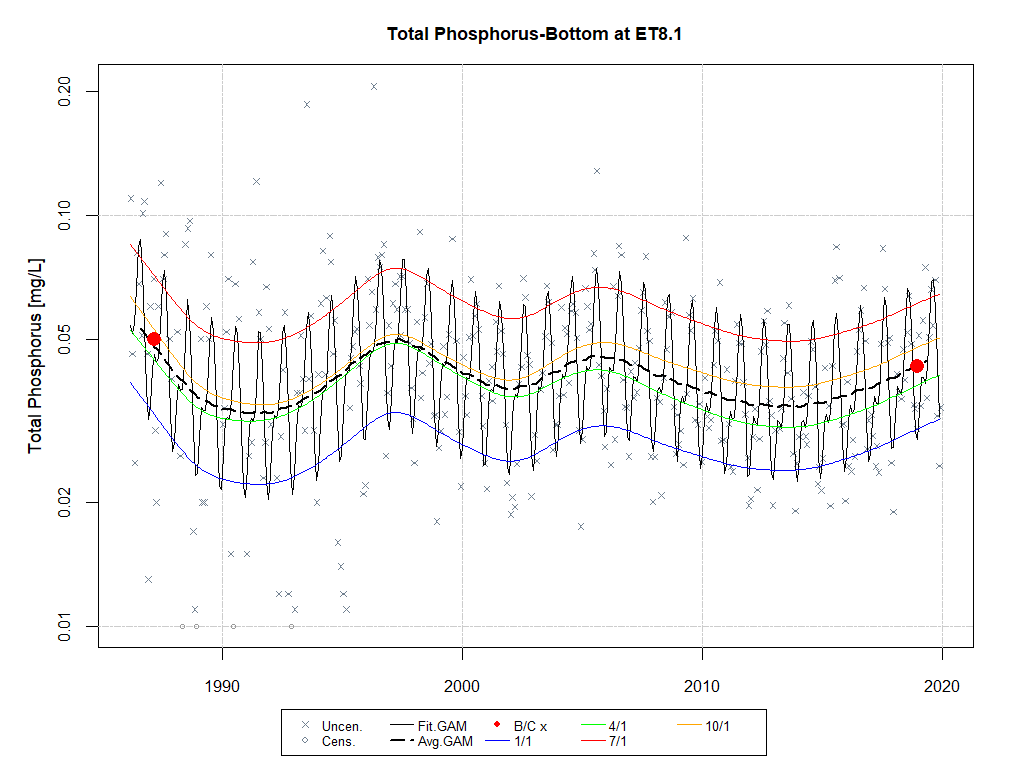 Total Phosphorus-Bottom at ET8.1
Total Phosphorus [mg/L]
0.20
0.10
0.05
0.02
0.01
1990 2000 2010 2020
Uncen. Fit.GAM B/C x 4/1 10/1
Cens. Avg.GAM 1/1 7/1